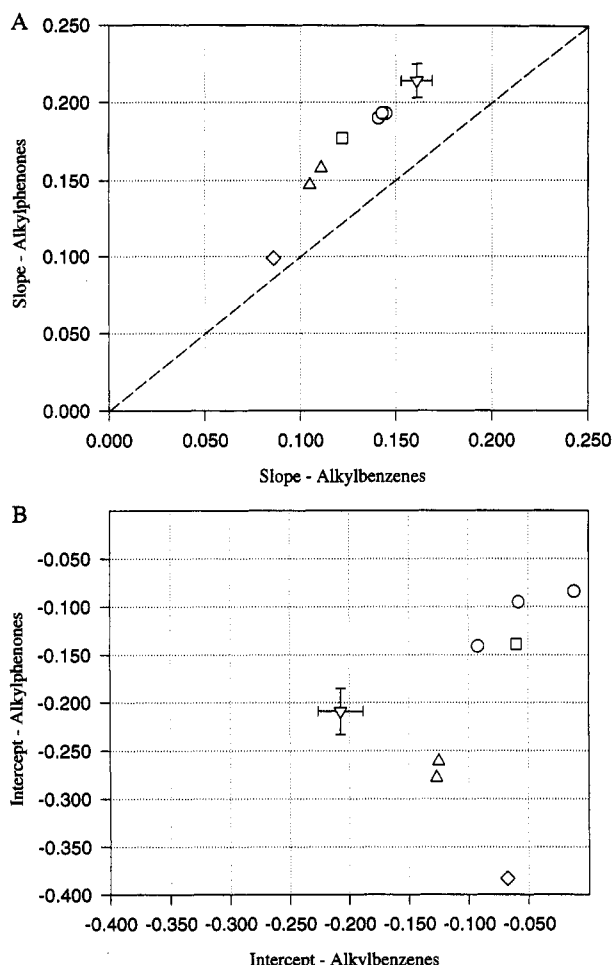 A
0.250
0.200
0.150
0.100
0.050
0.000
Slope - Alkylphenones
0.000 0.050 0.100 0.150 0.200 0.250
Slope - Alkylbenzenes
B
-0.050
-0.100
-0.150
-0.200
-0.250
-0.300
-0.350
-0.400
Intercept - Alkylphenones
-0.400 -0.350 -0.300 -0.250 -0.200 -0.150 -0.100 -0.050
Intercept - Alkylbenzenes